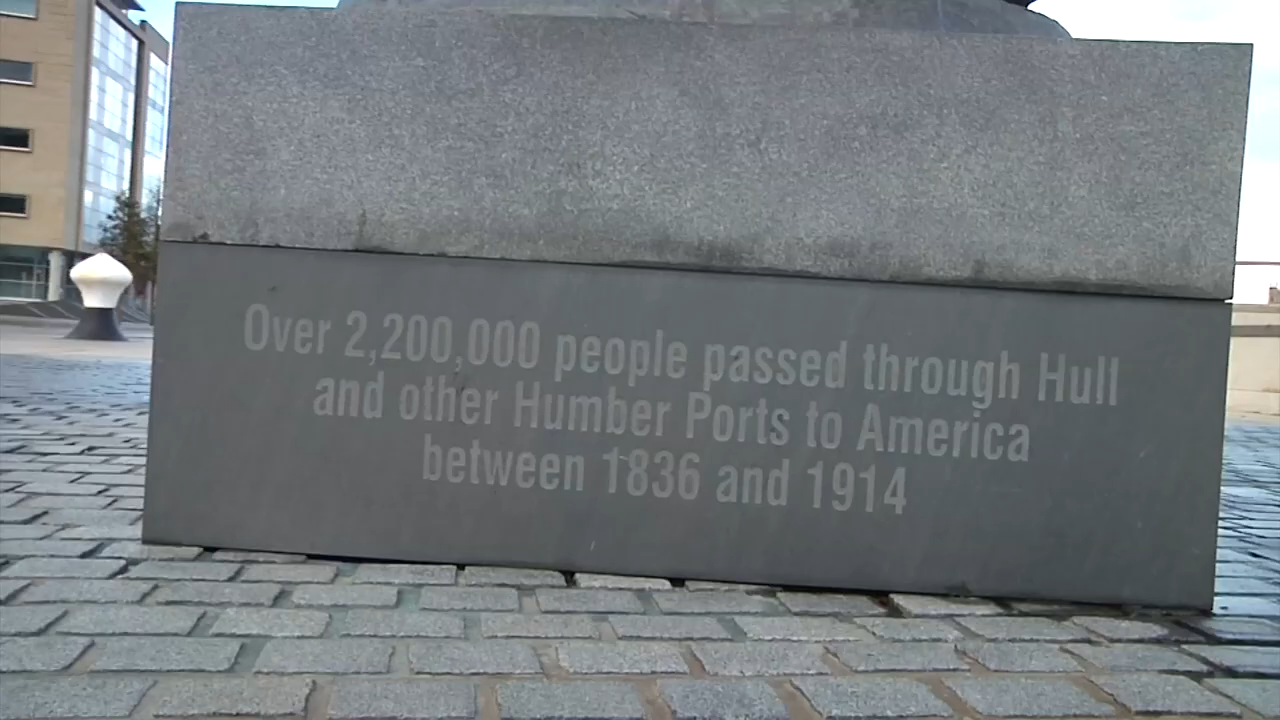 Over 2,200,000 people passed through Hull
and other Humber Ports to America
between 1836 and 1914